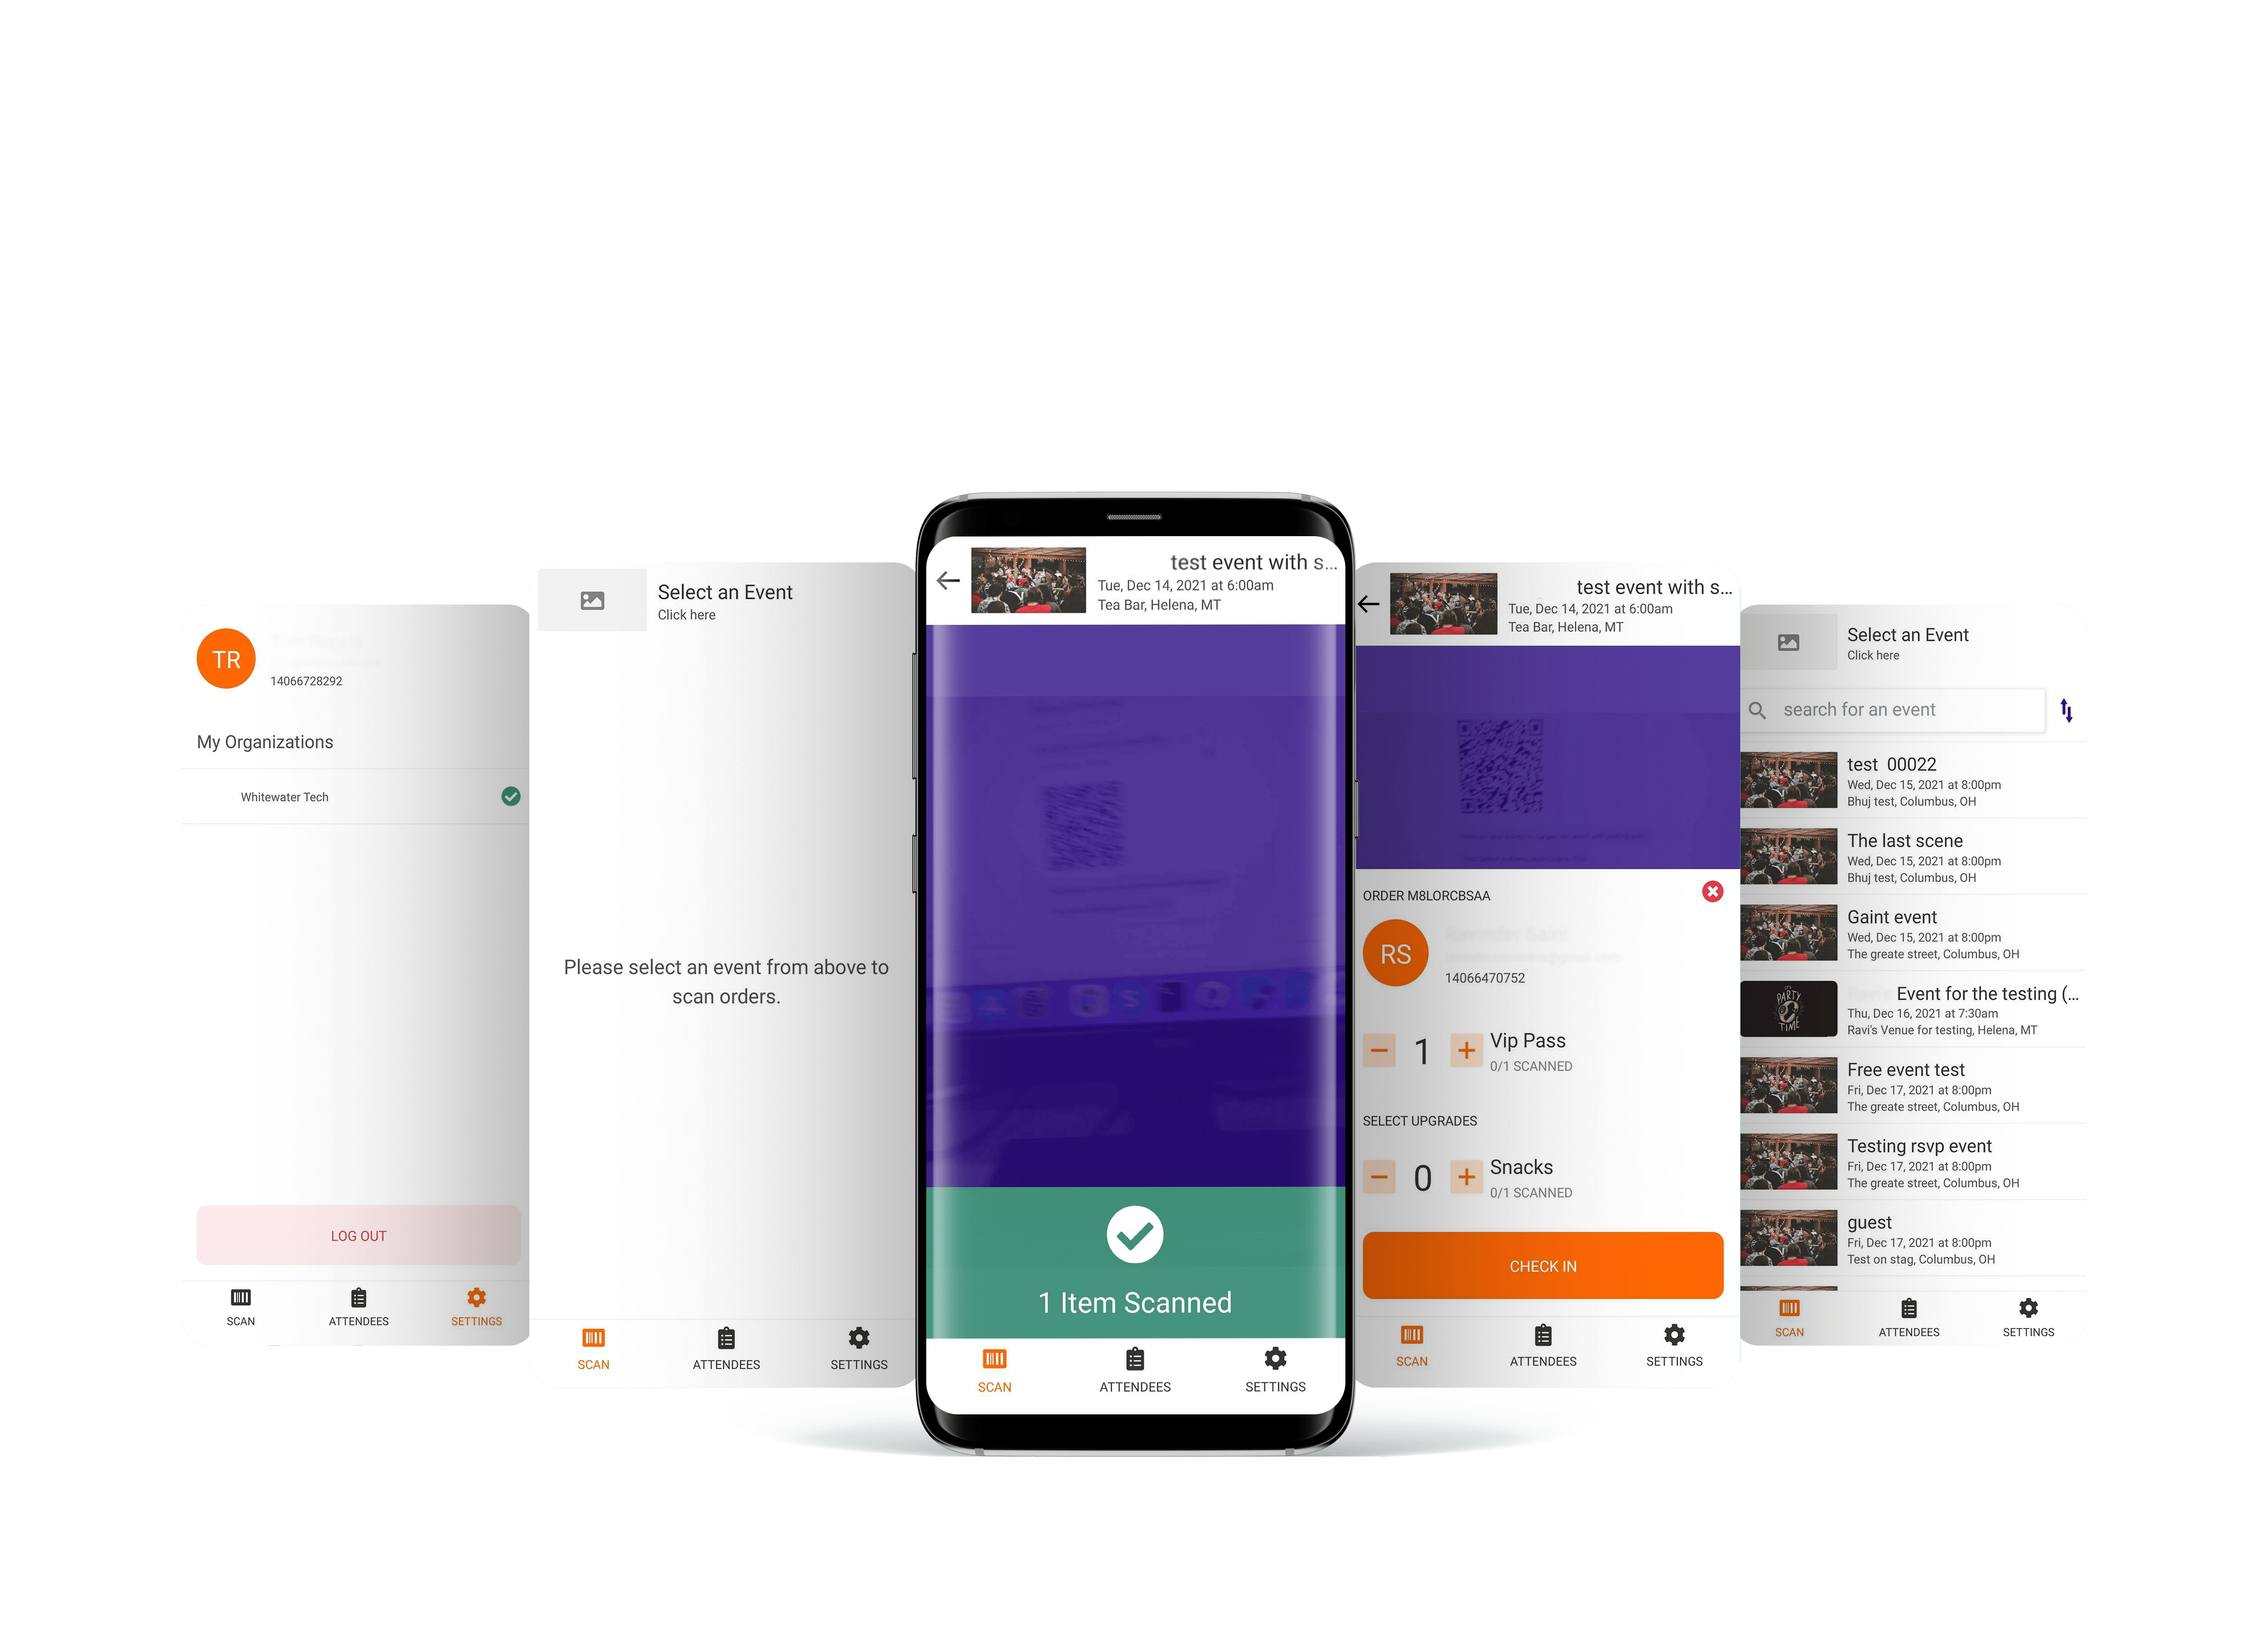 TR
14066728292
My Organizations
Whitewater Tech
LOG OUT
SCAN
ATTENDEES
SETTINGS
Select an Event
Click here
Please select an event from above to
scan orders.
SCAN
ATTENDEES
SETTINGS
test event with s...
Tue, Dec 14, 2021 at 6:00am
Tea Bar, Helena, MT
1 Item Scanned
SCAN
ATTENDEES
SETTINGS
test event with s...
Tue, Dec 14, 2021 at 6:00am
Tea Bar, Helena, MT
ORDER M8LORCBSAA
RS
14066470752
1
Vip Pass
0/1 SCANNED
SELECT UPGRADES
0
Snacks
0/1 SCANNED
CHECK IN
SCAN
ATTENDEES
SETTINGS
Select an Event
Click here
search for an event
test 00022
Wed, Dec 15, 2021 at 8:00pm
Bhuj test, Columbus, OH
The last scene
Wed, Dec 15, 2021 at 8:00pm
Bhuj test, Columbus, OH
Gaint event
Wed, Dec 15, 2021 at 8:00pm
The greate street, Columbus, OH
IT'S
PARTY
TIME
Event for the testing (...
Thu, Dec 16, 2021 at 7:30am
Ravi's Venue for testing, Helena, MT
Free event test
Fri, Dec 17, 2021 at 8:00pm
The greate street, Columbus, OH
Testing rsvp event
Fri, Dec 17, 2021 at 8:00pm
The greate street, Columbus, OH
guest
Fri, Dec 17, 2021 at 8:00pm
Test on stag, Columbus, OH
SCAN
ATTENDEES
SETTINGS